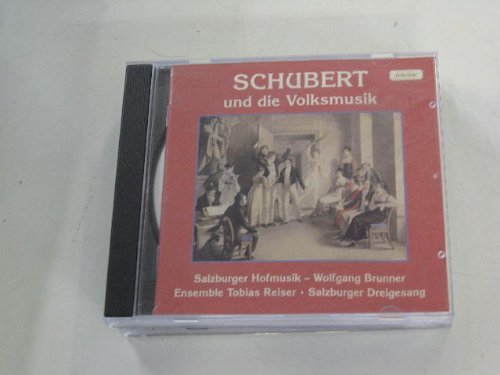 SCHUBERT
und die Volksmusik
Salzburger Hofmusik – Wolfgang Brunner
Ensemble Tobias Reiser • Salzburger Dreigesang